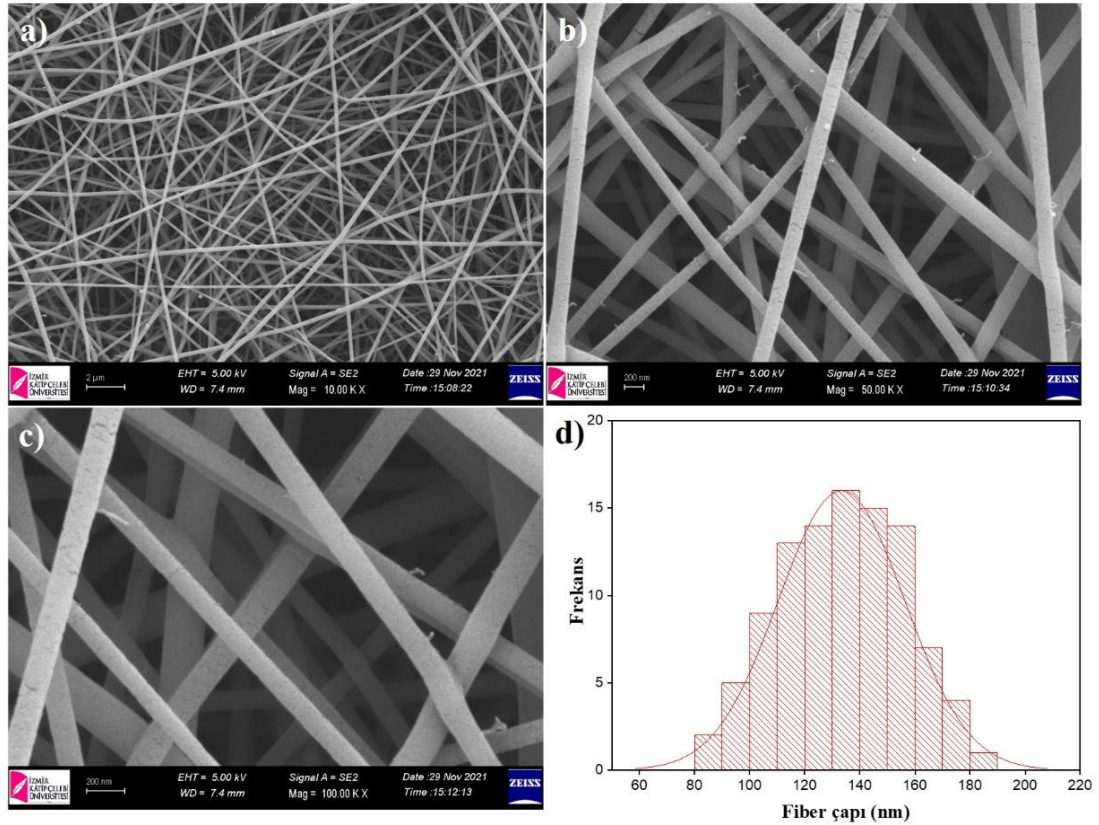 a)
İZMİR
KÂTİP ÇELEBİ
ÜNİVERSİTESİ
2 µm
EHT = 5.00 kV
WD = 7.4 mm
Signal A = SE2
Mag = 10.00 K X
Date :29 Nov 2021
Time :15:08:22
ZEISS
b)
İZMİR
KÂTİP ÇELEBİ
ÜNİVERSİTESİ
200 nm
EHT = 5.00 kV
WD = 7.4 mm
Signal A = SE2
Mag = 50.00 K X
Date :29 Nov 2021
Time :15:10:34
ZEISS
c)
İZMİR
KÂTİP ÇELEBİ
ÜNİVERSİTESİ
200 nm
EHT = 5.00 kV
WD = 7.4 mm
Signal A = SE2
Mag = 100.00 K X
Date :29 Nov 2021
Time :15:12:13
ZEISS
d)
Frekans
20
15
10
5
0
60 80 100 120 140 160 180 200 220
Fiber çapı (nm)